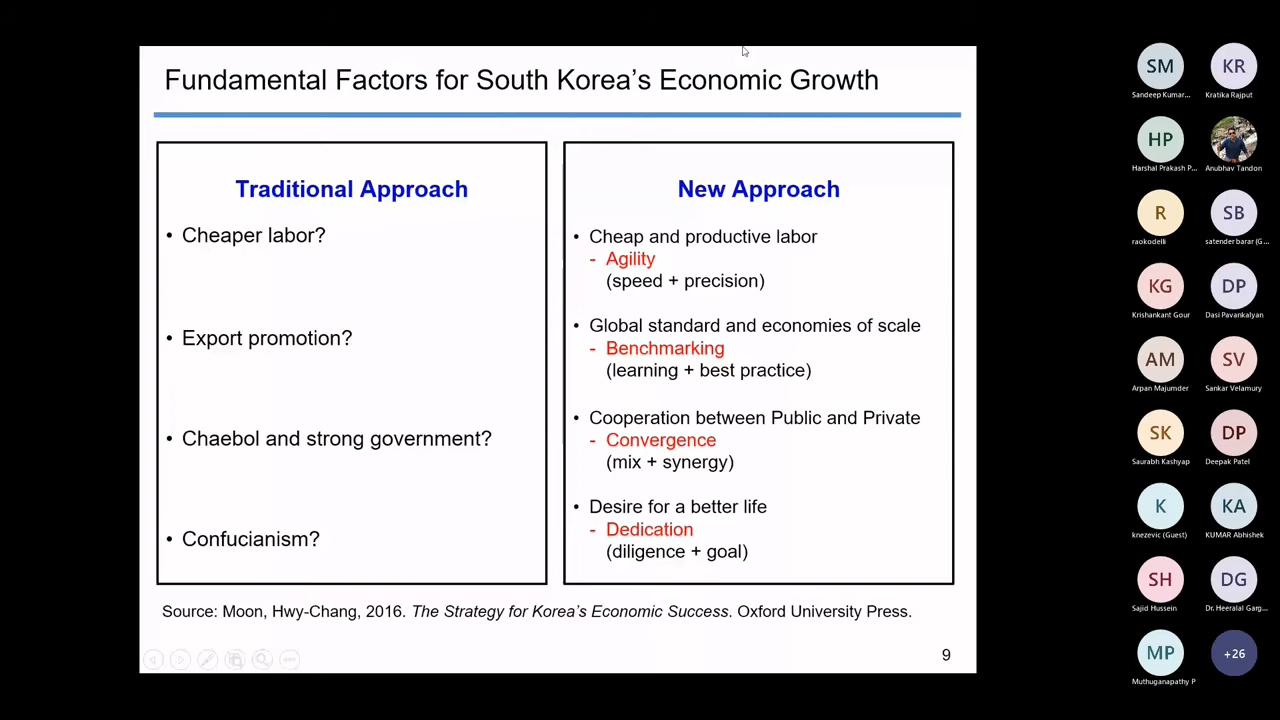 Fundamental Factors for South Korea's Economic Growth
Traditional Approach
• Cheaper labor?
• Export promotion?
• Chaebol and strong government?
• Confucianism?
New Approach
• Cheap and productive labor
- Agility
(speed + precision)
• Global standard and economies of scale
- Benchmarking
(learning + best practice)
• Cooperation between Public and Private
- Convergence
(mix + synergy)
• Desire for a better life
- Dedication
(diligence + goal)
Source: Moon, Hwy-Chang, 2016. The Strategy for Korea's Economic Success. Oxford University Press.
9
SM
Sandeep Kumar...
KR
Kratika Rajput
HP
Harshal Prakash P...
Anubhav Tandon
R
raokodelli
SB
satender barar (G...
KG
Krishankant Gour
DP
Dasi Pavankalyan
AM
Arpan Majumder
SV
Sankar Velamury
SK
Saurabh Kashyap
DP
Deepak Patel
K
knezevic (Guest)
KA
KUMAR Abhishek
SH
Sajid Hussein
DG
Dr. Heeralal Garg...
MP
Muthuganapathy P
+26